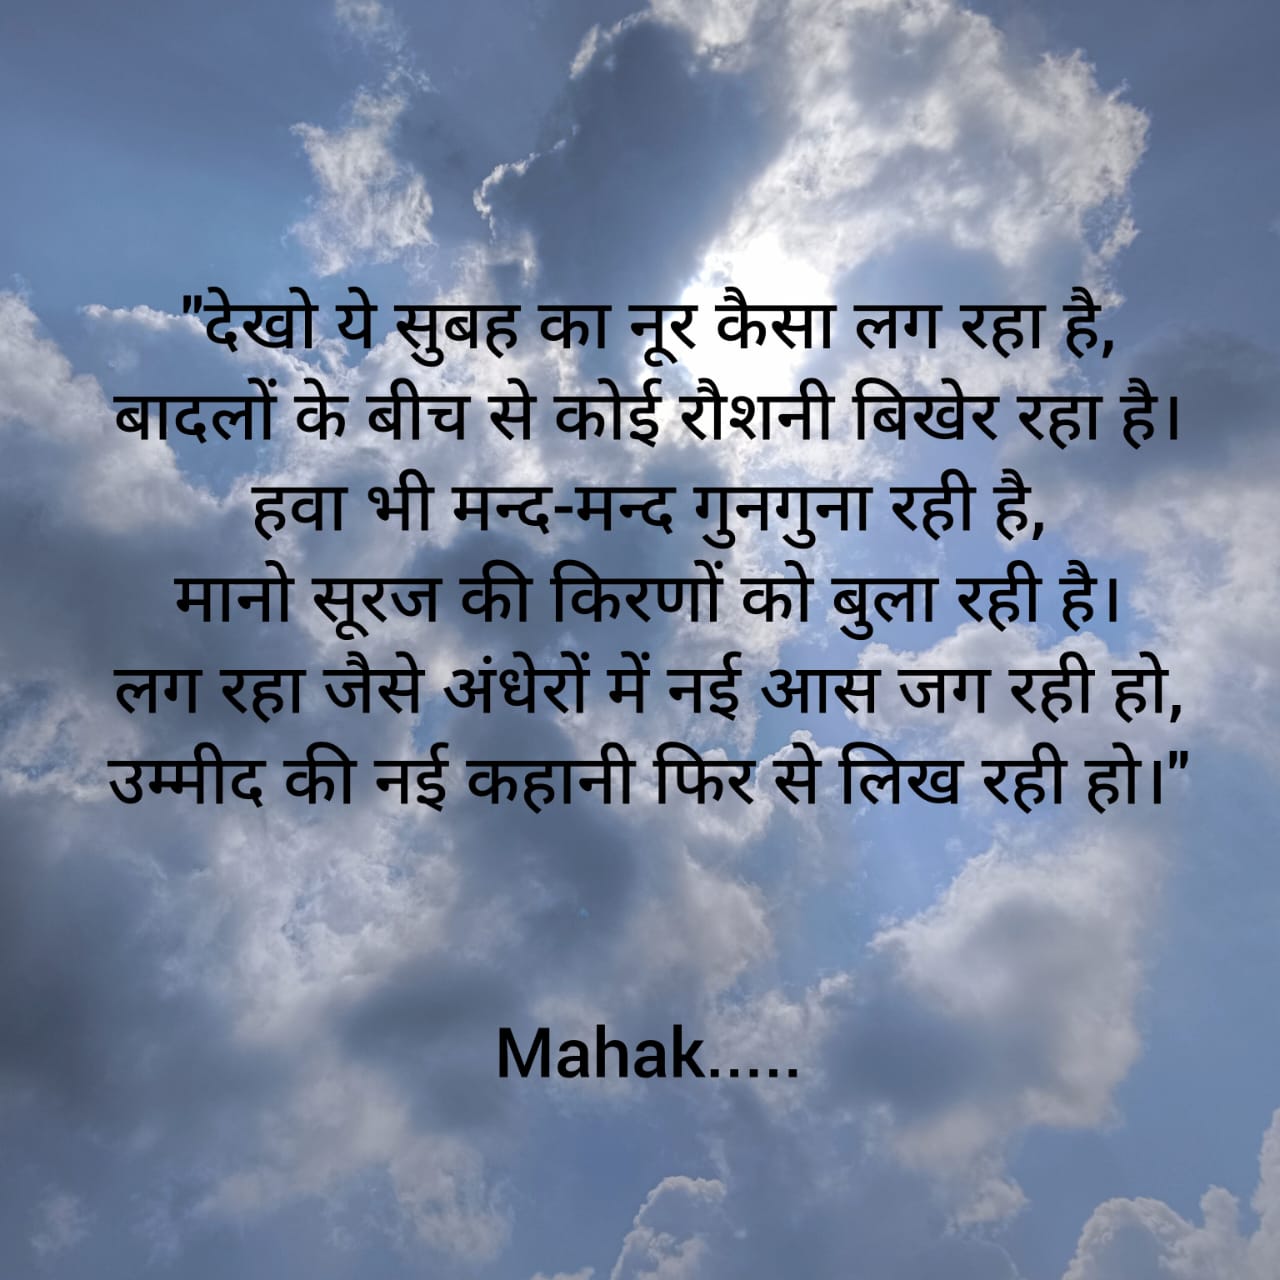 "देखो ये सुबह का नूर कैसा लग रहा है,
बादलों के बीच से कोई रौशनी बिखेर रहा है।
हवा भी मन्द-मन्द गुनगुना रही है,
मानो सूरज की किरणों को बुला रही है।
लग रहा जैसे अंधेरों में नई आस जग रही हो,
उम्मीद की नई कहानी फिर से लिख रही हो।"
Mahak.....